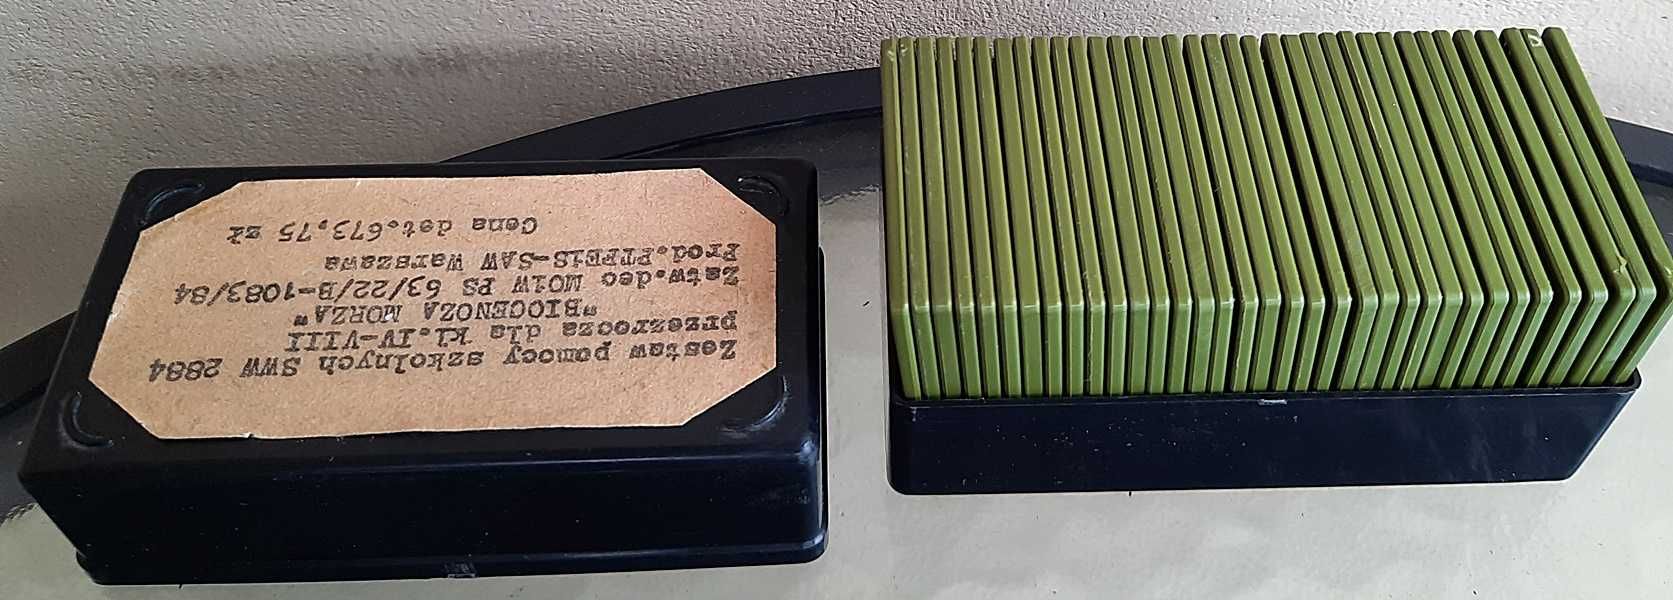 Zestaw pomocy szkolnych SWW 2884
przezrocza dla kl.IV-VIII
"BIOCENOZA MORZA"
Zatw.dec MOiW PS 63/22/B-1083/84
Prod.PIFEiS-SAW Warszawa
Cena det.673,75 zł